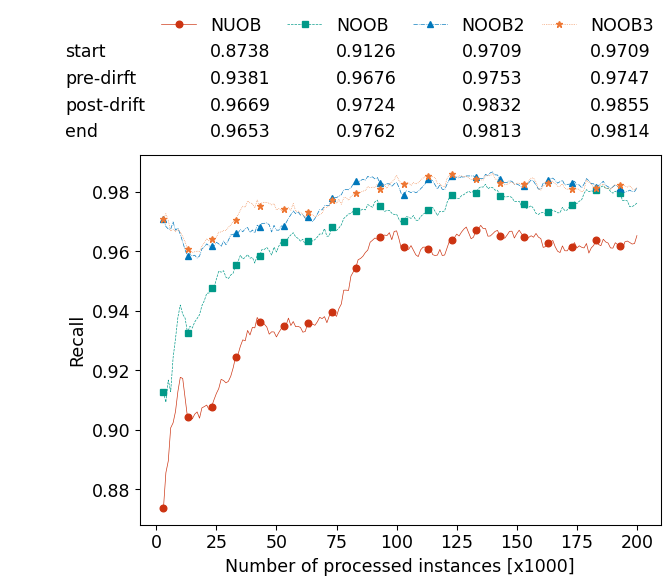 NUOB NOOB NOOB2 NOOB3
start 0.8738 0.9126 0.9709 0.9709
pre-dirft 0.9381 0.9676 0.9753 0.9747
post-drift 0.9669 0.9724 0.9832 0.9855
end 0.9653 0.9762 0.9813 0.9814
0.98
0.96
0.94
0.92
0.90
0.88
Recall
0 25 50 75 100 125 150 175 200
Number of processed instances [x1000]